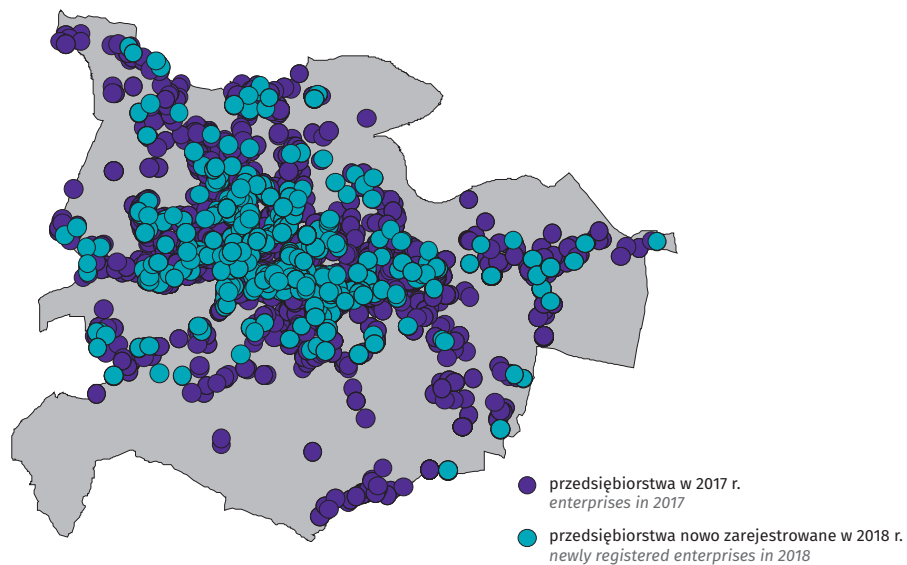 przedsiębiorstwa w 2017 r.
enterprises in 2017
przedsiębiorstwa nowo zarejestrowane w 2018 r.
newly registered enterprises in 2018